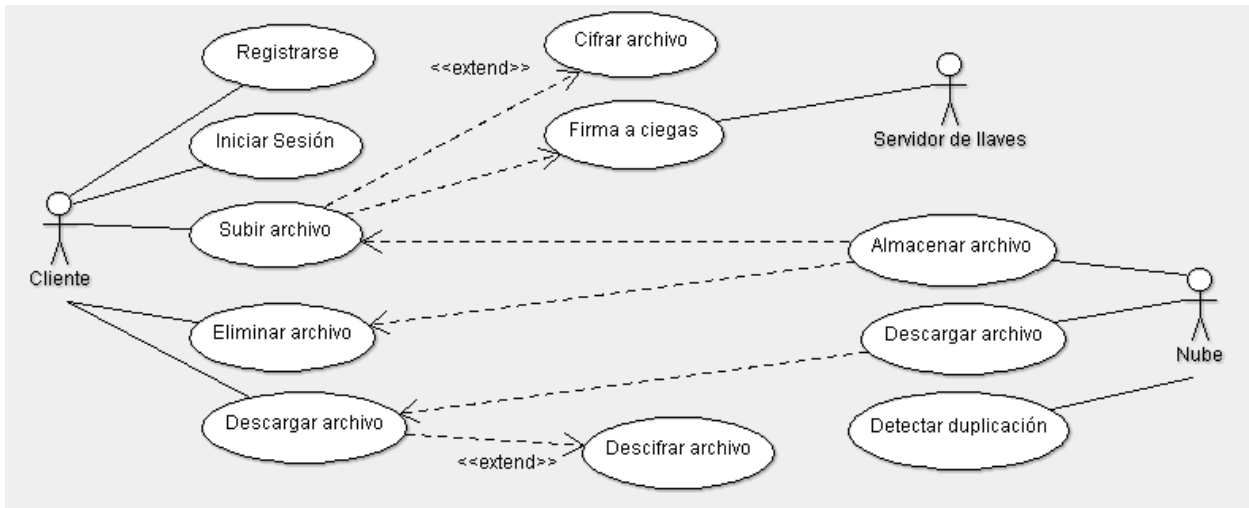 Registrarse
Cifrar archivo
<<extend>>
Iniciar Sesión
Firma a ciegas
Servidor de llaves
Subir archivo
Almacenar archivo
Cliente
Eliminar archivo
Descargar archivo
Nube
Descargar archivo
Detectar duplicación
Descifrar archivo
<<extend>>